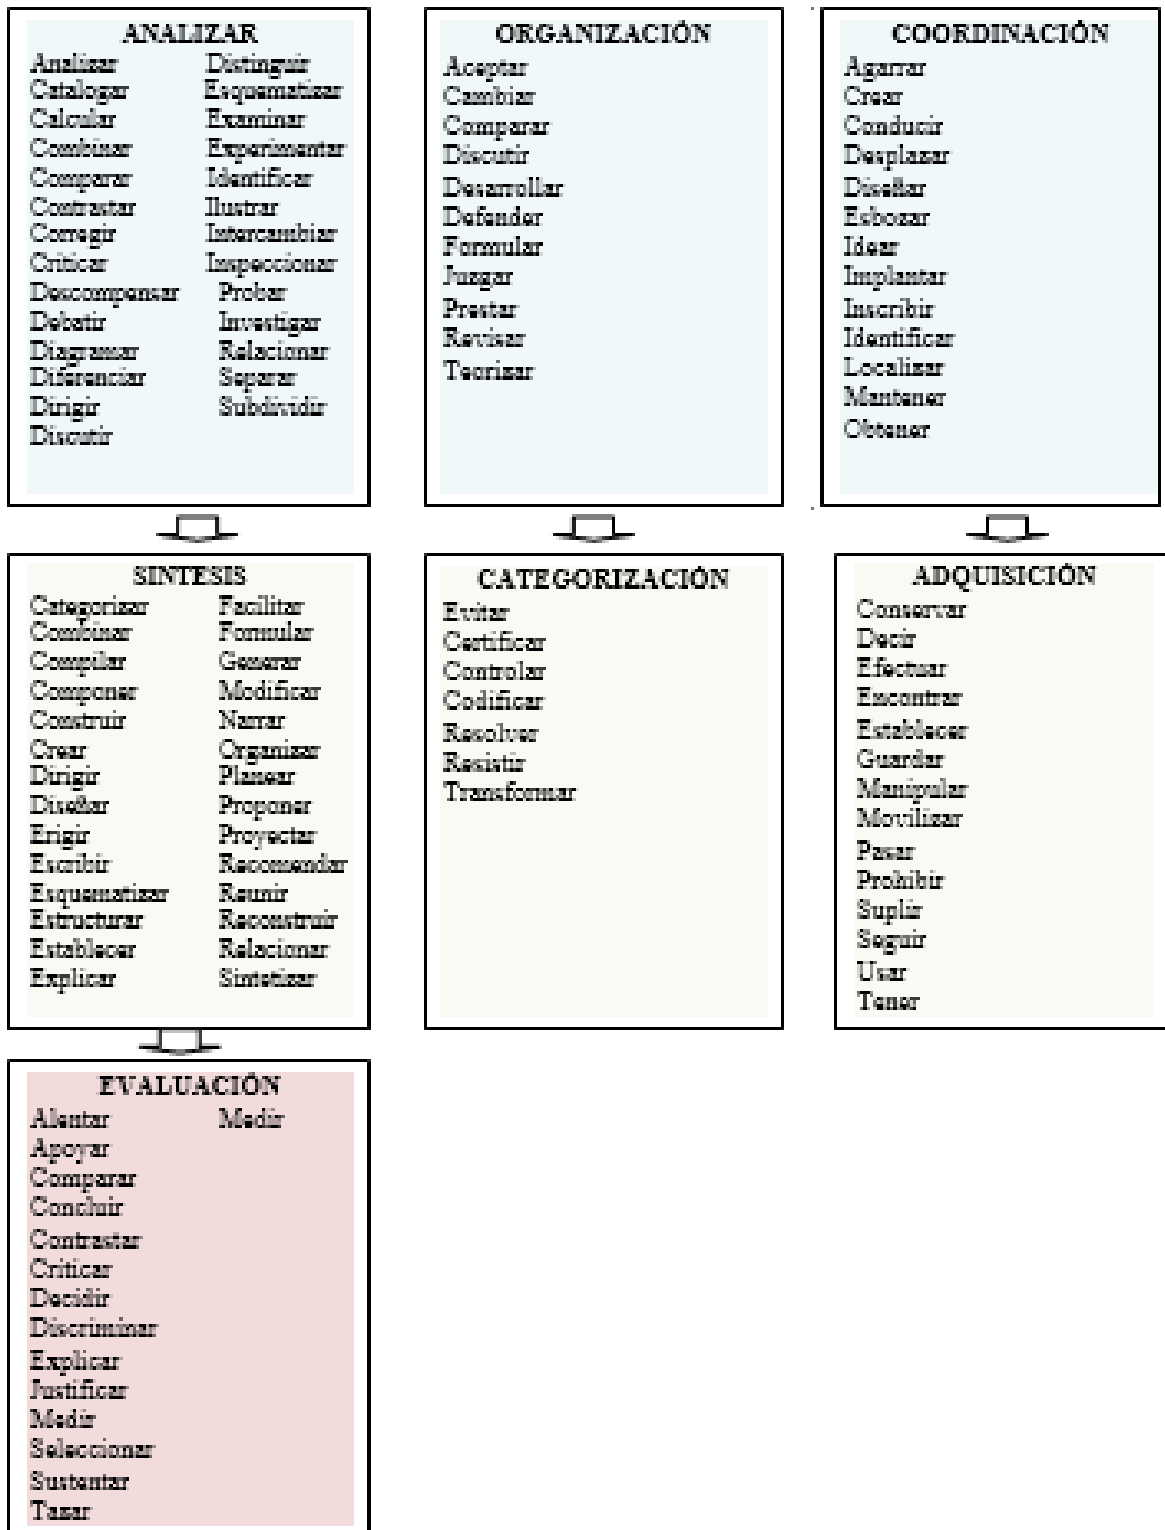 ANALIZAR
Analizar Distinguir
Catalogar Esquematizar
Calcular Examinar
Combinar Experimentar
Comparar Identificar
Contrastar Ilustrar
Corregir Intercambiar
Criticar Inspeccionar
Descompensar Probar
Debatir Investigar
Diagramar Relacionar
Diferenciar Separar
Dirigir Subdividir
Discutir
ORGANIZACIÓN
Aceptar
Cambiar
Comparar
Discutir
Desarrollar
Defender
Formular
Juzgar
Prestar
Revisar
Teorizar
COORDINACIÓN
Agarrar
Crear
Conducir
Desplazar
Diseñar
Esbozar
Idear
Implantar
Inscribir
Identificar
Localizar
Mantener
Obtener
SINTESIS
Categorizar Facilitar
Combinar Formular
Compilar Generar
Componer Modificar
Construir Narrar
Crear Organizar
Dirigir Planear
Diseñar Proponer
Erigir Proyectar
Escribir Recomendar
Esquematizar Reunir
Estructurar Reconstruir
Establecer Relacionar
Explicar Sintetizar
CATEGORIZACIÓN
Evitar
Certificar
Controlar
Codificar
Resolver
Resistir
Transformar
ADQUISICIÓN
Conservar
Decir
Efectuar
Encontrar
Establecer
Guardar
Manipular
Movilizar
Pasar
Prohibir
Suplir
Seguir
Usar
Tener
EVALUACIÓN
Alentar Medir
Apoyar
Comparar
Concluir
Contrastar
Criticar
Decidir
Discriminar
Explicar
Justificar
Medir
Seleccionar
Sustentar
Tazar